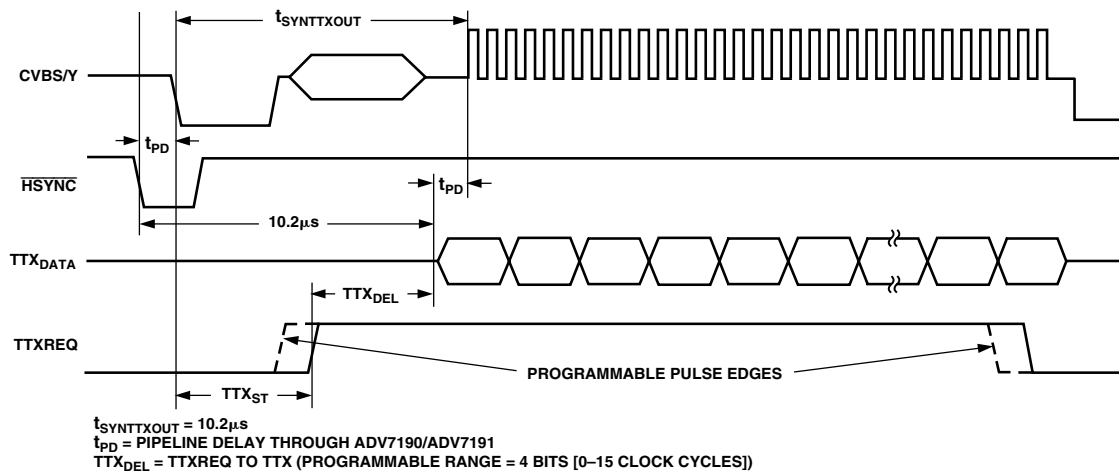 tSYNTTXOUT
CVBS/Y
tPD
HSYNC
tPD
10.2µs
TTXDATA
TTXDEL
TTXREQ
PROGRAMMABLE PULSE EDGES
TTXST
tSYNTTXOUT = 10.2µs
tPD = PIPELINE DELAY THROUGH ADV7190/ADV7191
TTXDEL = TTXREQ TO TTX (PROGRAMMABLE RANGE = 4 BITS [0–15 CLOCK CYCLES])